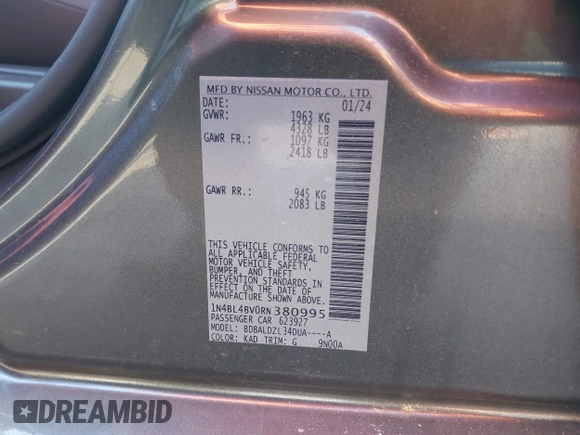 MFD BY NISSAN MOTOR CO., LTD.
DATE: 01/24
GVWR: 1963 KG
4328 LB
GAWR FR.: 1097 KG
2418 LB
GAWR RR.: 945 KG
2083 LB
THIS VEHICLE CONFORMS TO
ALL APPLICABLE FEDERAL
MOTOR VEHICLE SAFETY,
BUMPER, AND THEFT
PREVENTION STANDARDS
IN EFFECT ON THE DATE OF
MANUFACTURE SHOWN ABOVE.
1N4BL4BV0RN380995
PASSENGER CAR 623927
MODEL: BDBALDZL34DUA----A
COLOR: KAD TRIM: G 9N00A
DREAMBID